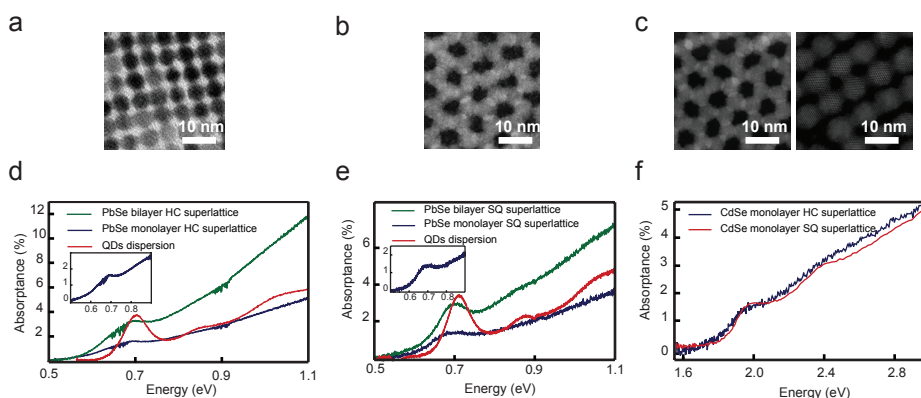 a
b
c
10 nm
10 nm
10 nm
10 nm
d
e
f
PbSe bilayer HC superlattice
PbSe monolayer HC superlattice
QDs dispersion
Absorptance (%)
12
10
8
6
4
2
2
1
0
0.6 0.7 0.8
0.5 0.7 0.9 1.1
Energy (eV)
PbSe bilayer SQ superlattice
PbSe monolayer SQ superlattice
QDs dispersion
Absorptance (%)
6
4
2
2
1
0
0.6 0.7 0.8
0.5 0.7 0.9 1.1
Energy (eV)
CdSe monolayer HC superlattice
CdSe monolayer SQ superlattice
Absorptance (%)
5
4
3
2
1
0
1.6 2.0 2.4 2.8
Energy (eV)